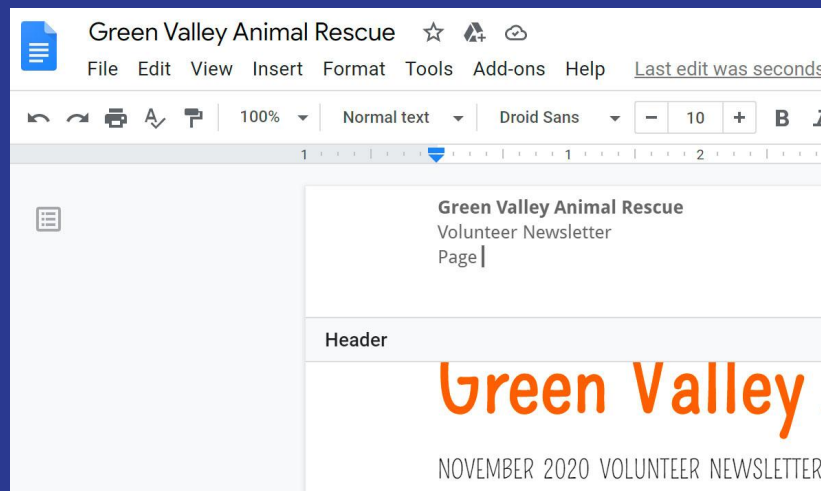 Green Valley Animal Rescue
File Edit View Insert Format Tools Add-ons Help Last edit was seconds
100% Normal text Droid Sans − 10 + B I
1 1 2
Green Valley Animal Rescue
Volunteer Newsletter
Page
Header
Green Valley
NOVEMBER 2020 VOLUNTEER NEWSLETTER